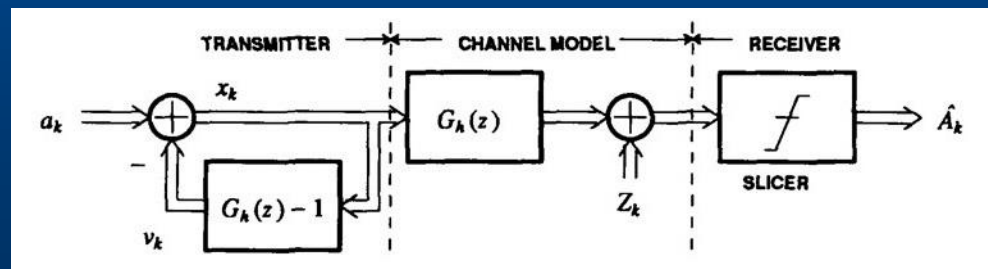 TRANSMITTER CHANNEL MODEL RECEIVER
x_k
a_k + G_h(z) + Â_k
−
SLICER
G_h(z) − 1 Z_k
v_k